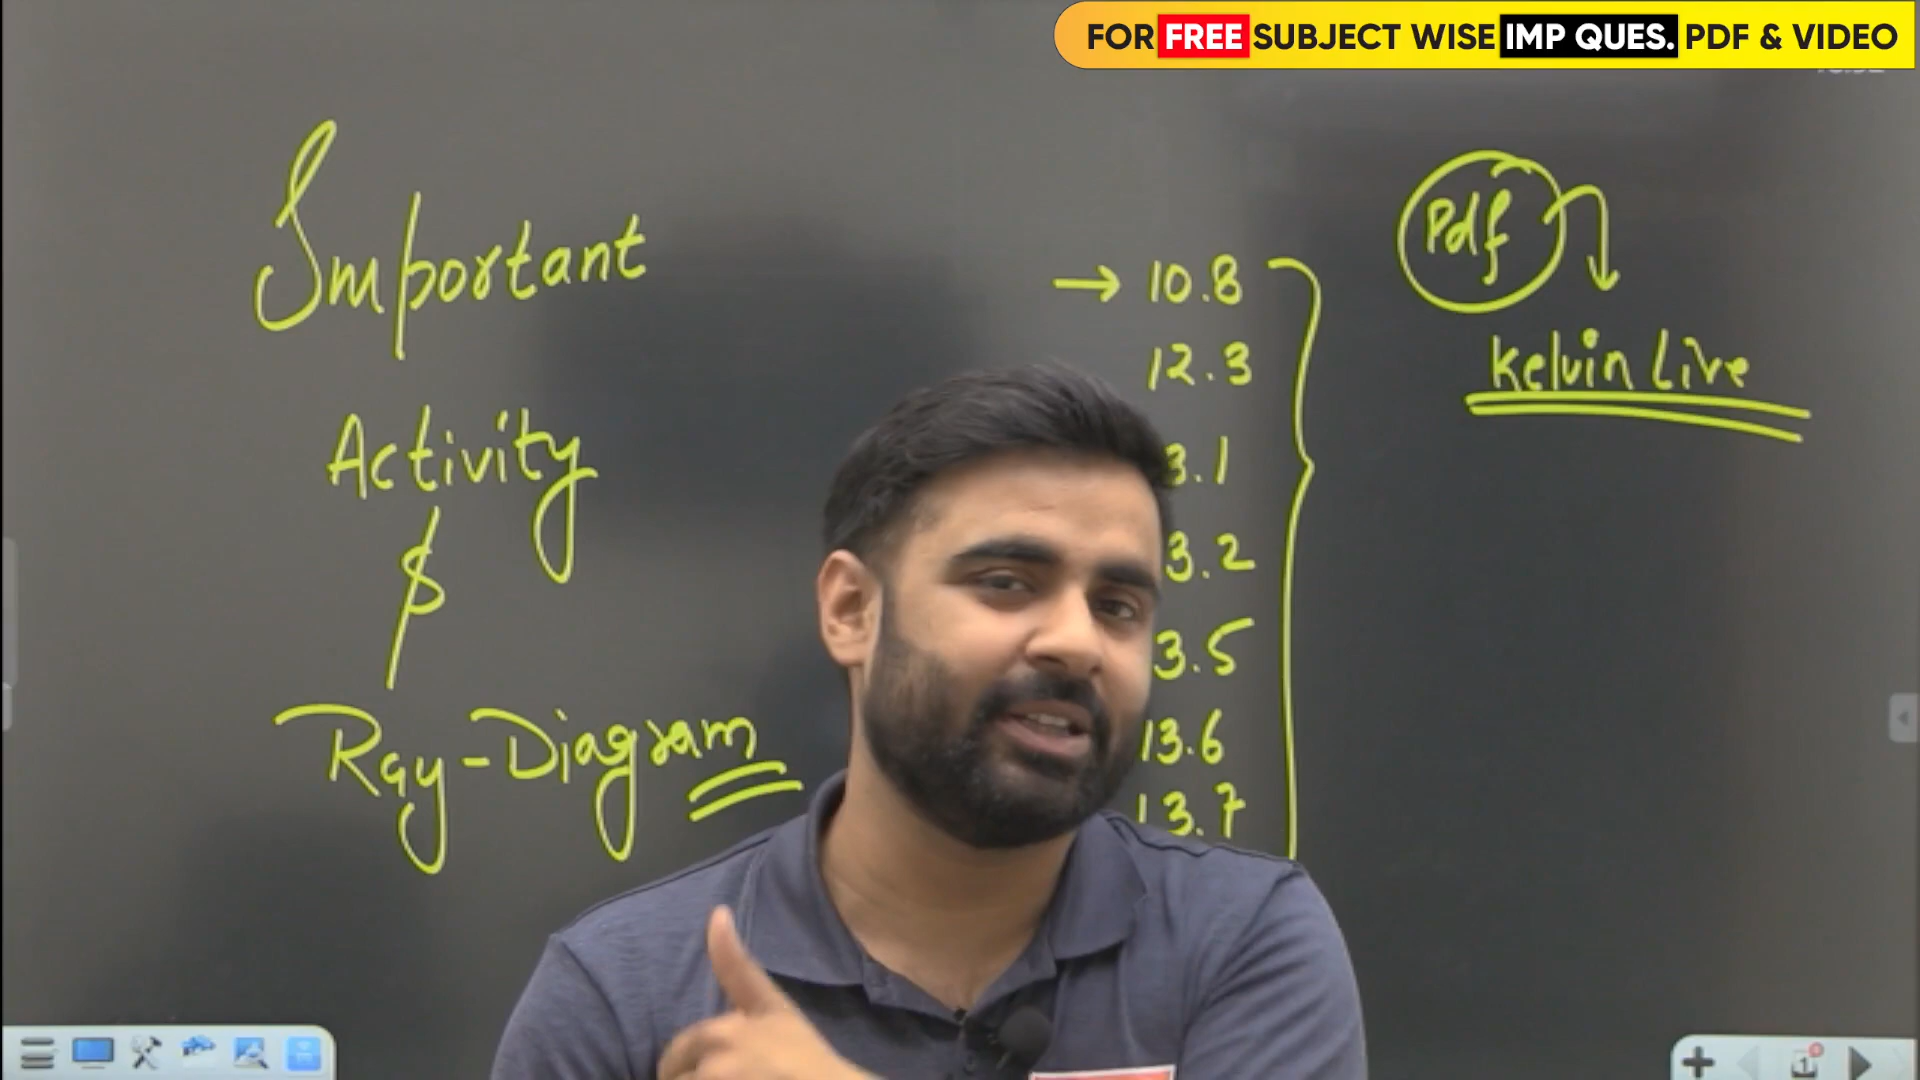 FOR FREE SUBJECT WISE IMP QUES. PDF & VIDEO
Important
Activity
&
Ray-Diagram
→ 10.8
12.3
3.1
3.2
3.5
13.6
13.7
Pdf
Kelvin Live